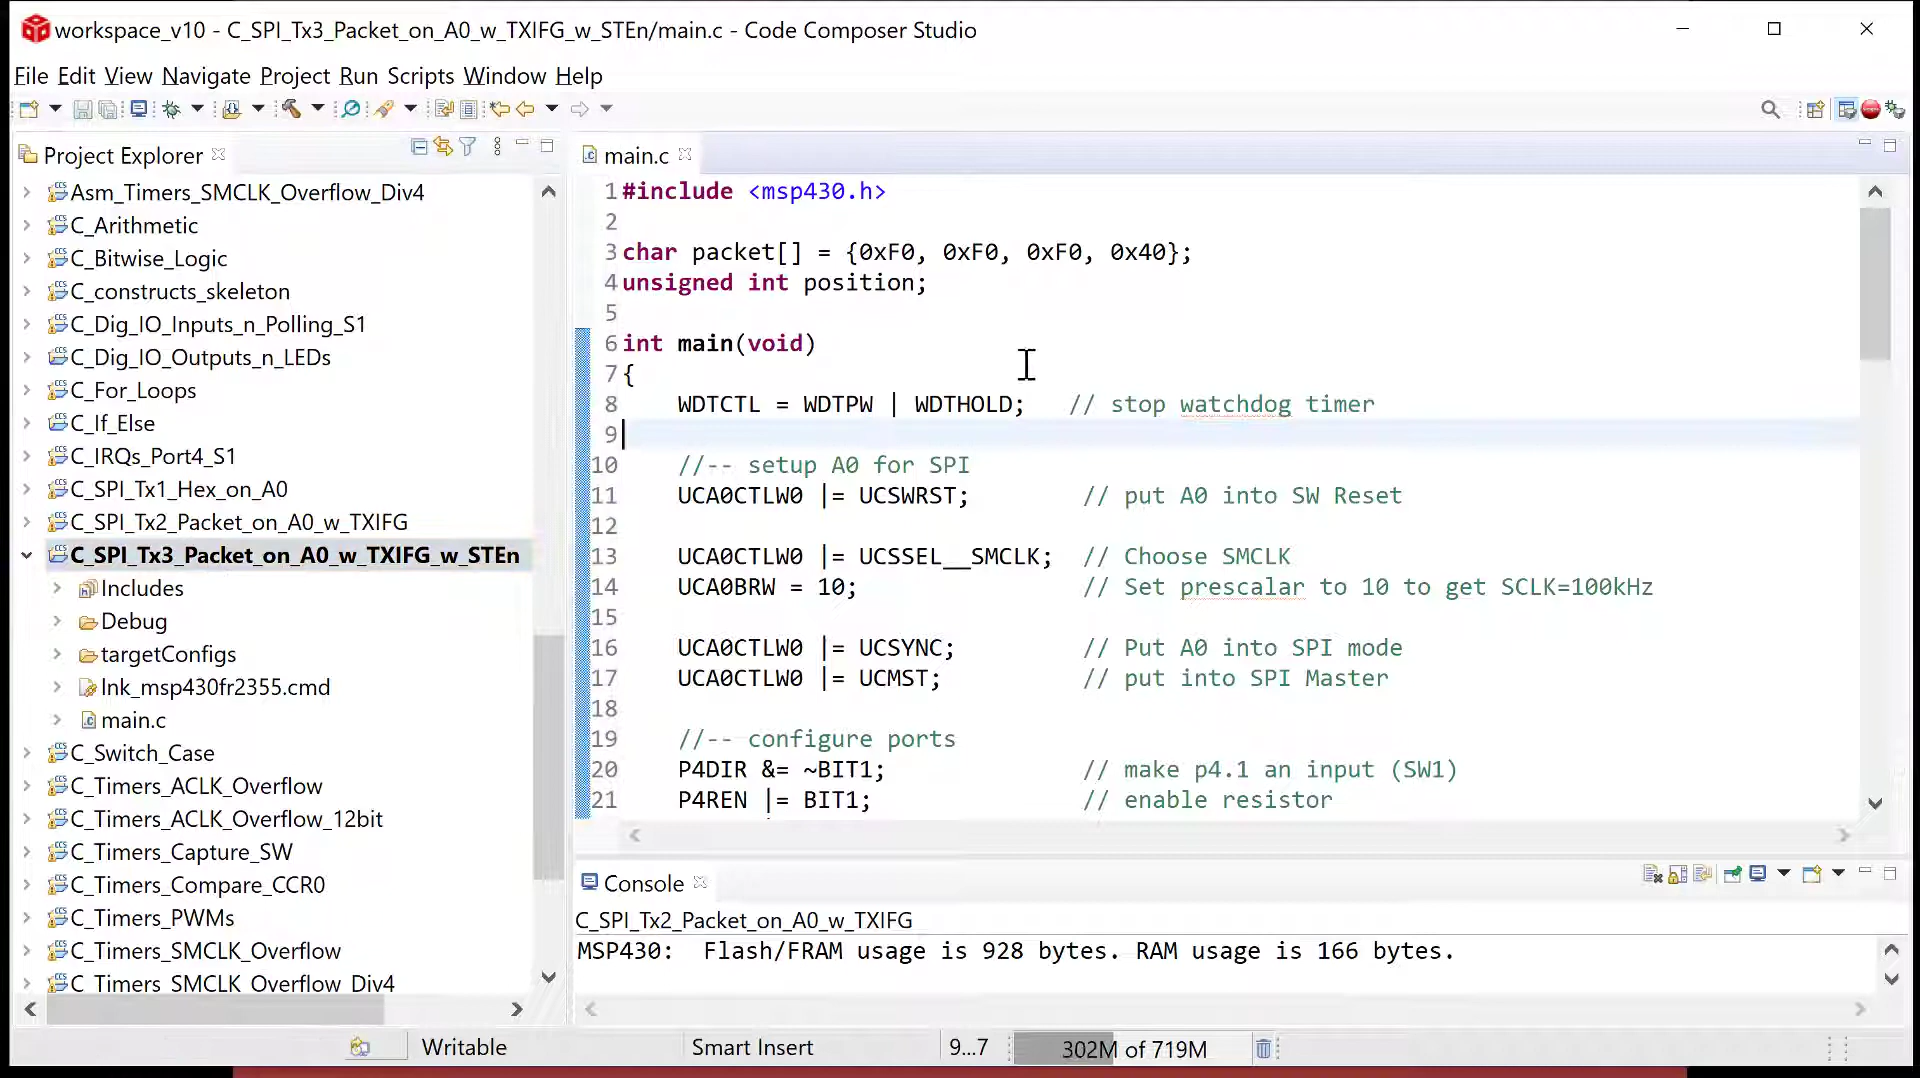 workspace_v10 - C_SPI_Tx3_Packet_on_A0_w_TXIFG_w_STEn/main.c - Code Composer Studio
File Edit View Navigate Project Run Scripts Window Help
Project Explorer
Asm_Timers_SMCLK_Overflow_Div4
C_Arithmetic
C_Bitwise_Logic
C_constructs_skeleton
C_Dig_IO_Inputs_n_Polling_S1
C_Dig_IO_Outputs_n_LEDs
C_For_Loops
C_If_Else
C_IRQs_Port4_S1
C_SPI_Tx1_Hex_on_A0
C_SPI_Tx2_Packet_on_A0_w_TXIFG
C_SPI_Tx3_Packet_on_A0_w_TXIFG_w_STEn
Includes
Debug
targetConfigs
lnk_msp430fr2355.cmd
main.c
C_Switch_Case
C_Timers_ACLK_Overflow
C_Timers_ACLK_Overflow_12bit
C_Timers_Capture_SW
C_Timers_Compare_CCR0
C_Timers_PWMs
C_Timers_SMCLK_Overflow
C_Timers_SMCLK_Overflow_Div4
main.c
1 #include <msp430.h>
2
3 char packet[] = {0xF0, 0xF0, 0xF0, 0x40};
4 unsigned int position;
5
6 int main(void)
7 {
8 WDTCTL = WDTPW | WDTHOLD; // stop watchdog timer
9
10 //-- setup A0 for SPI
11 UCA0CTLW0 |= UCSWRST; // put A0 into SW Reset
12
13 UCA0CTLW0 |= UCSSEL__SMCLK; // Choose SMCLK
14 UCA0BRW = 10; // Set prescalar to 10 to get SCLK=100kHz
15
16 UCA0CTLW0 |= UCSYNC; // Put A0 into SPI mode
17 UCA0CTLW0 |= UCMST; // put into SPI Master
18
19 //-- configure ports
20 P4DIR &= ~BIT1; // make p4.1 an input (SW1)
21 P4REN |= BIT1; // enable resistor
Console
C_SPI_Tx2_Packet_on_A0_w_TXIFG
MSP430: Flash/FRAM usage is 928 bytes. RAM usage is 166 bytes.
Writable
Smart Insert
9...7
302M of 719M